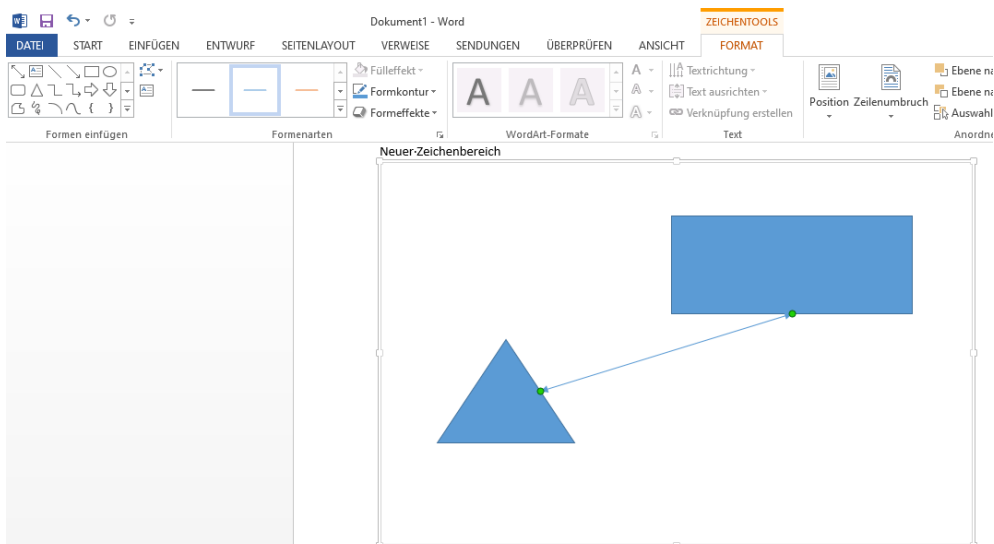 Dokument1 - Word
ZEICHENTOOLS
DATEI START EINFÜGEN ENTWURF SEITENLAYOUT VERWEISE SENDUNGEN ÜBERPRÜFEN ANSICHT FORMAT
Fülleffekt
Formkontur
Formeffekte
Formen einfügen
Formenarten
A A A
WordArt-Formate
A
A
A
Textrichtung
Text ausrichten
Verknüpfung erstellen
Text
Position Zeilenumbruch
Ebene na
Ebene na
Auswahl
Anordne
Neuer·Zeichenbereich